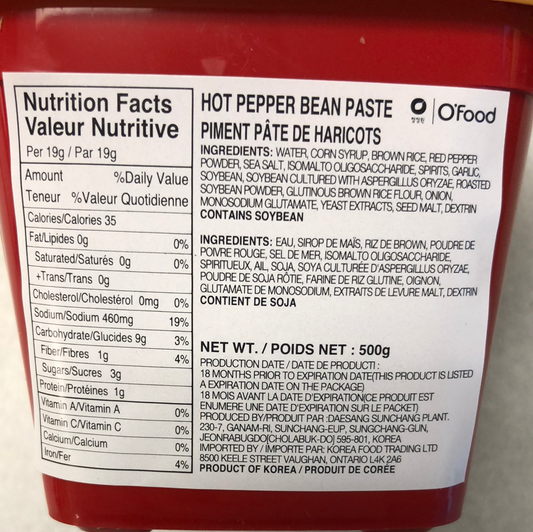 Nutrition Facts
Valeur Nutritive
Per 19g / Par 19g
Amount %Daily Value
Teneur %Valeur Quotidienne
Calories/Calories 35
Fat/Lipides 0g 0%
Saturated/Saturés 0g 0%
+Trans/Trans 0g
Cholesterol/Cholestérol 0mg 0%
Sodium/Sodium 460mg 19%
Carbohydrate/Glucides 9g 3%
Fiber/Fibres 1g 4%
Sugars/Sucres 3g
Protein/Protéines 1g
Vitamin A/Vitamin A 0%
Vitamin C/Vitamin C 0%
Calcium/Calcium 0%
Iron/Fer 4%
HOT PEPPER BEAN PASTE
청정원 O'Food
PIMENT PÂTE DE HARICOTS
INGREDIENTS: WATER, CORN SYRUP, BROWN RICE, RED PEPPER
POWDER, SEA SALT, ISOMALTO OLIGOSACCHARIDE, SPIRITS, GARLIC,
SOYBEAN, SOYBEAN CULTURED WITH ASPERGILLUS ORYZAE, ROASTED
SOYBEAN POWDER, GLUTINOUS BROWN RICE FLOUR, ONION,
MONOSODIUM GLUTAMATE, YEAST EXTRACTS, SEED MALT, DEXTRIN
CONTAINS SOYBEAN
INGREDIENTS: EAU, SIROP DE MAÏS, RIZ DE BROWN, POUDRE DE
POIVRE ROUGE, SEL DE MER, ISOMALTO OLIGOSACCHARIDE,
SPIRITUEUX, AIL, SOJA, SOYA CULTURÉE D'ASPERGILLUS ORYZAE,
POUDRE DE SOJA RÔTIE, FARINE DE RIZ GLUTINE, OIGNON,
GLUTAMATE DE MONOSODIUM, EXTRAITS DE LEVURE MALT, DEXTRIN
CONTIENT DE SOJA
NET WT. / POIDS NET : 500g
PRODUCTION DATE / DATE DE PRODUCTI :
18 MONTHS PRIOR TO EXPIRATION DATE(THIS PRODUCT IS LISTED
A EXPIRATION DATE ON THE PACKAGE)
18 MOIS AVANT LA DATE D'EXPIRATION(CE PRODUIT EST
ENUMPIRE UNE DATE D'EXPIRATION SUR LE PACKET)
PRODUCED BY/PRODUIT PAR :DAESANG SUNCHANG PLANT.
230-7, GANAM-RI, SUNCHANG-EUP, SUNGCHANG-GUN,
JEONRABUGDO[CHOLABUK-DO] 595-801, KOREA
IMPORTED BY / IMPORTE PAR: KOREA FOOD TRADING LTD
8500 KEELE STREET VAUGHAN, ONTARIO L4K 2A6
PRODUCT OF KOREA / PRODUIT DE CORÉE